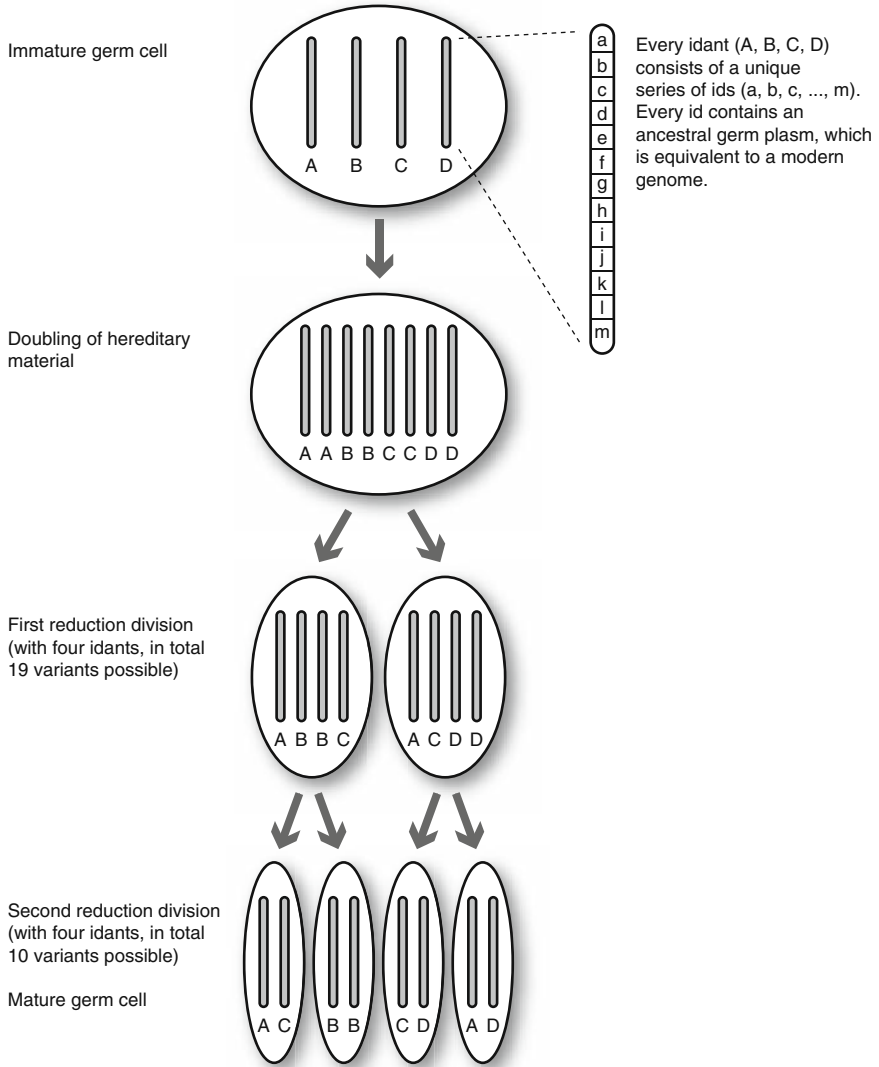 Immature germ cell
A B C D
a
b
c
d
e
f
g
h
i
j
k
l
m
Every idant (A, B, C, D)
consists of a unique
series of ids (a, b, c, ..., m).
Every id contains an
ancestral germ plasm, which
is equivalent to a modern
genome.
Doubling of hereditary
material
A A B B C C D D
First reduction division
(with four idants, in total
19 variants possible)
A B B C
A C D D
Second reduction division
(with four idants, in total
10 variants possible)
Mature germ cell
A C
B B
C D
A D